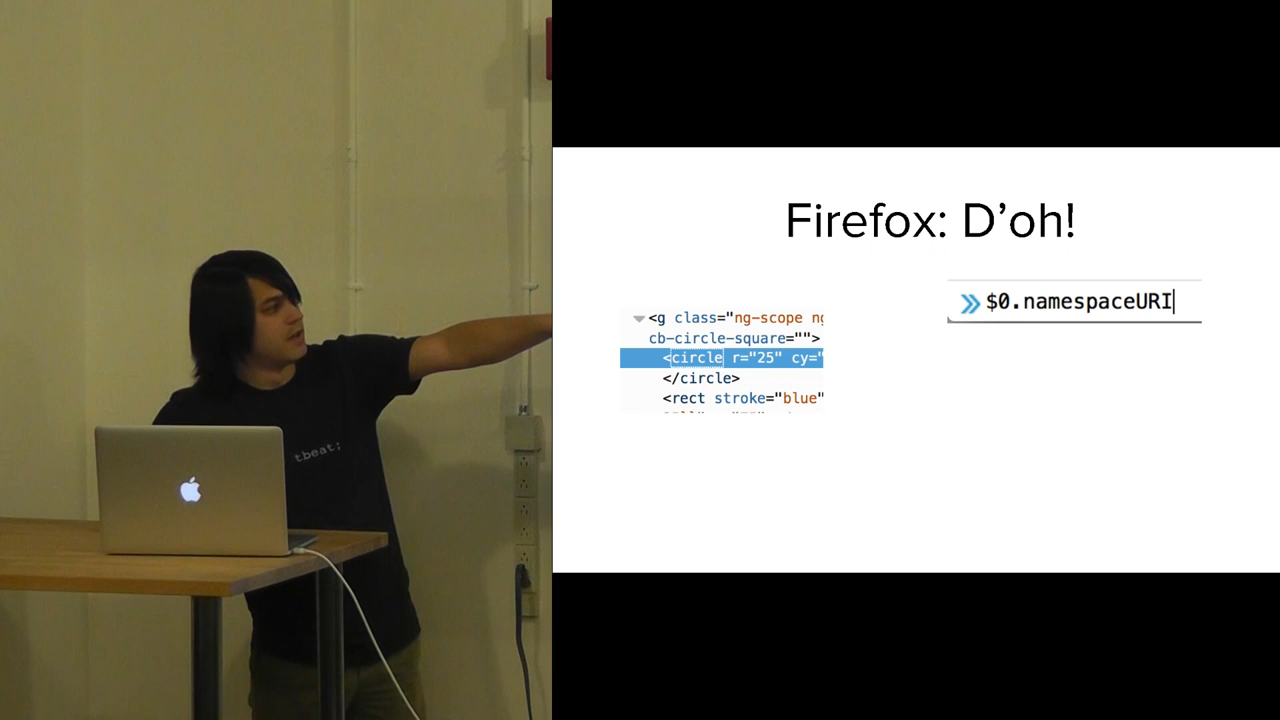 Firefox: D’oh!
$0.namespaceURI
<g class="ng-scope
cb-circle-square="">
<circle r="25" cy="
</circle>
<rect stroke="blue"
tbeat;